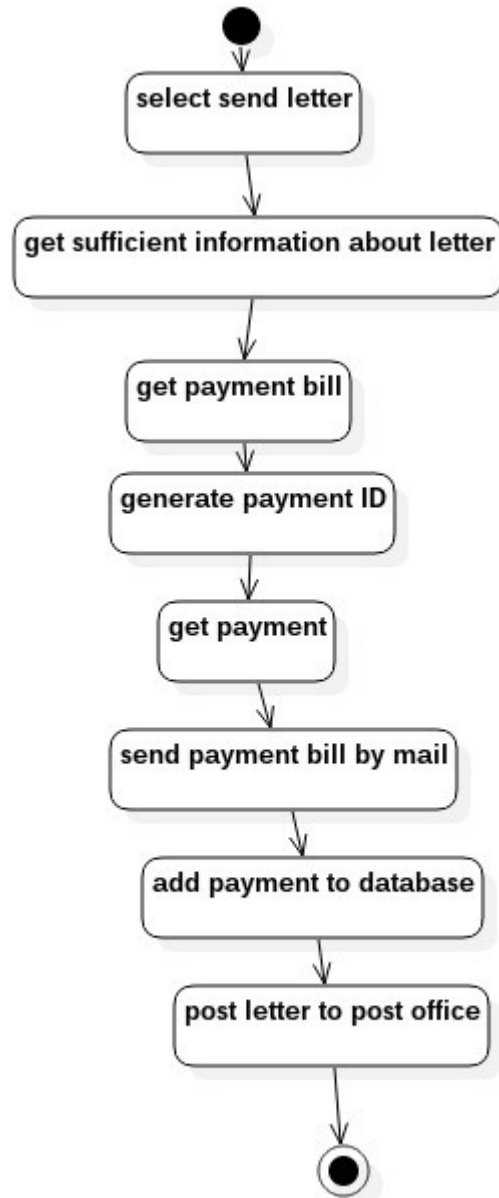 select send letter
get sufficient information about letter
get payment bill
generate payment ID
get payment
send payment bill by mail
add payment to database
post letter to post office